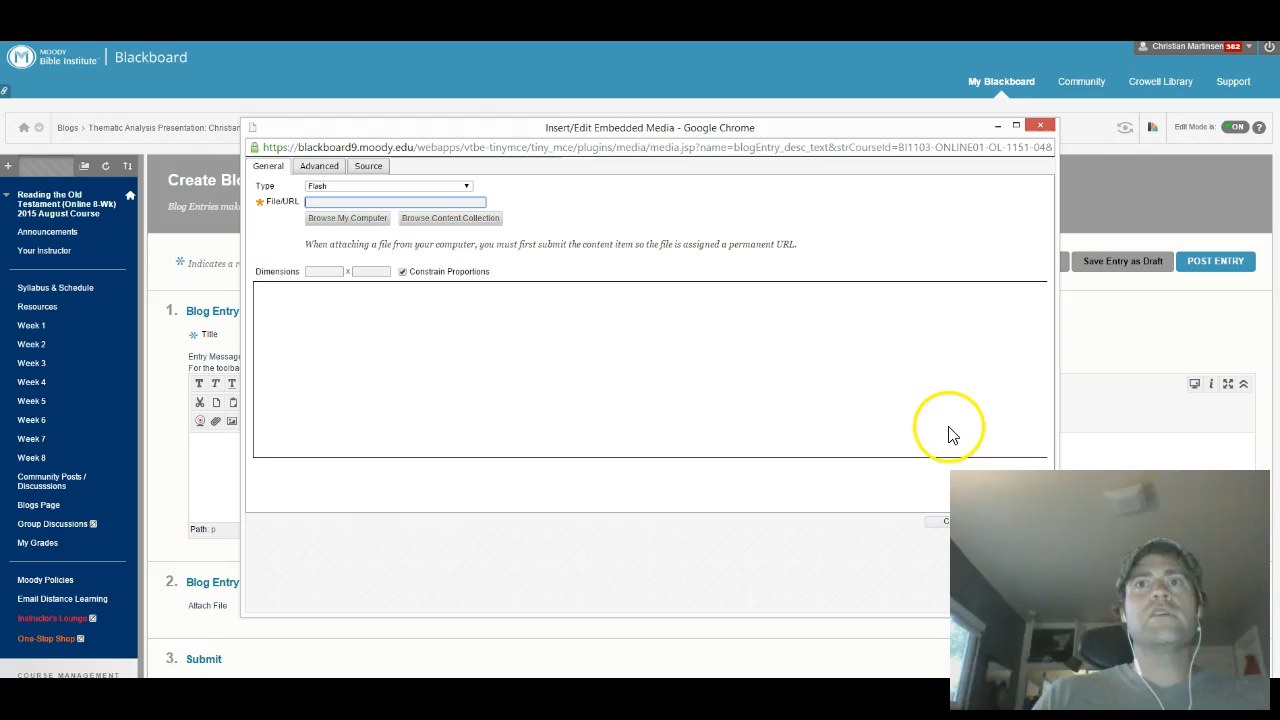 MOODY
Bible Institute™
Blackboard
Christian Martinsen 362
My Blackboard
Community
Crowell Library
Support
Blogs > Thematic Analysis Presentation: Christia
Insert/Edit Embedded Media - Google Chrome
Edit Mode is: ON ?
https://blackboard9.moody.edu/webapps/vtbe-tinymce/tiny_mce/plugins/media/media.jsp?name=blogEntry_desc_text&strCourseId=BI1103-ONLINE01-OL-1151-048
General
Advanced
Source
Type
Flash
File/URL
Browse My Computer
Browse Content Collection
When attaching a file from your computer, you must first submit the content item so the file is assigned a permanent URL.
Dimensions
x
Constrain Proportions
Create Blo
Blog Entries make
Indicates a r
Save Entry as Draft
POST ENTRY
1. Blog Entry
Title
Entry Message
For the toolba
T T T
Path: p
2. Blog Entry
Attach File
3. Submit
Reading the Old
Testament (Online 8-Wk)
2015 August Course
Announcements
Your Instructor
Syllabus & Schedule
Resources
Week 1
Week 2
Week 3
Week 4
Week 5
Week 6
Week 7
Week 8
Community Posts /
Discusssions
Blogs Page
Group Discussions
My Grades
Moody Policies
Email Distance Learning
Instructor's Lounge
One-Stop Shop
COURSE MANAGEMENT